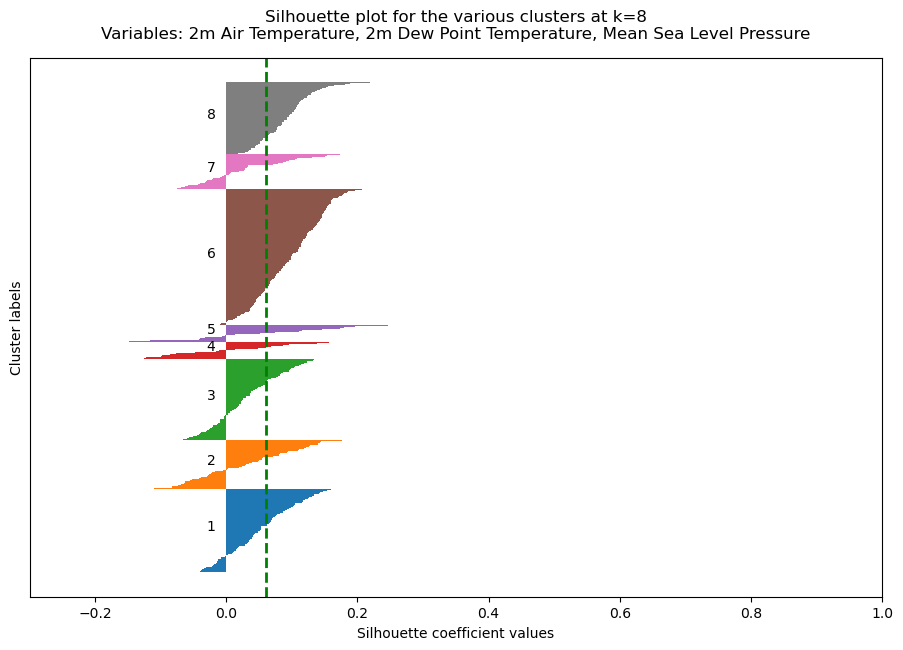 Silhouette plot for the various clusters at k=8
Variables: 2m Air Temperature, 2m Dew Point Temperature, Mean Sea Level Pressure
8
7
6
5
4
3
2
1
Cluster labels
−0.2 0.0 0.2 0.4 0.6 0.8 1.0
Silhouette coefficient values